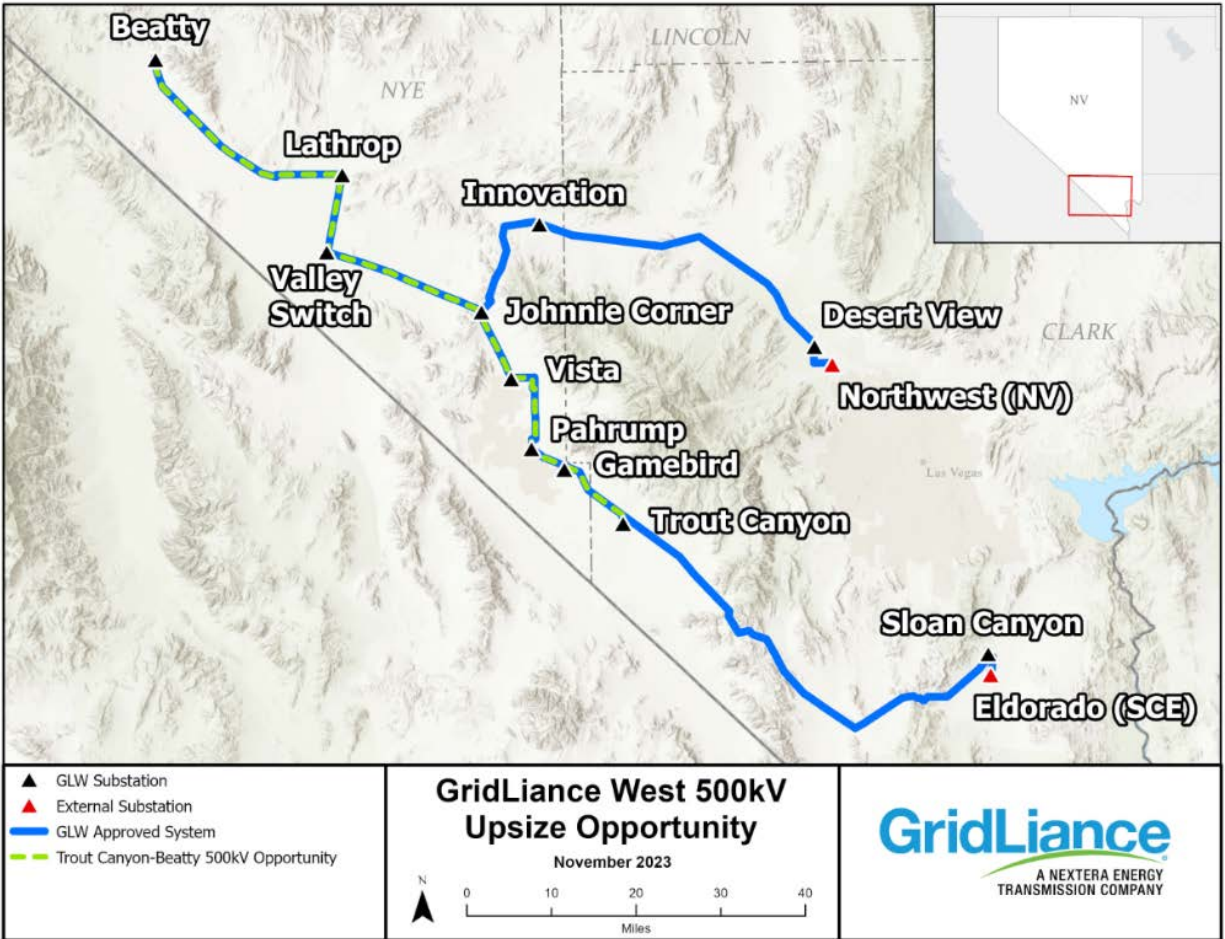 Beatty
LINCOLN
NYE
NV
Lathrop
Innovation
Valley
Switch
Johnnie Corner
Desert View
CLARK
Vista
Northwest (NV)
Pahrump
Gamebird
Las Vegas
Trout Canyon
Sloan Canyon
Eldorado (SCE)
GLW Substation
External Substation
GLW Approved System
Trout Canyon-Beatty 500kV Opportunity
GridLiance West 500kV
Upsize Opportunity
November 2023
N
0 10 20 30 40
Miles
GridLiance®
A NEXTERA ENERGY
TRANSMISSION COMPANY